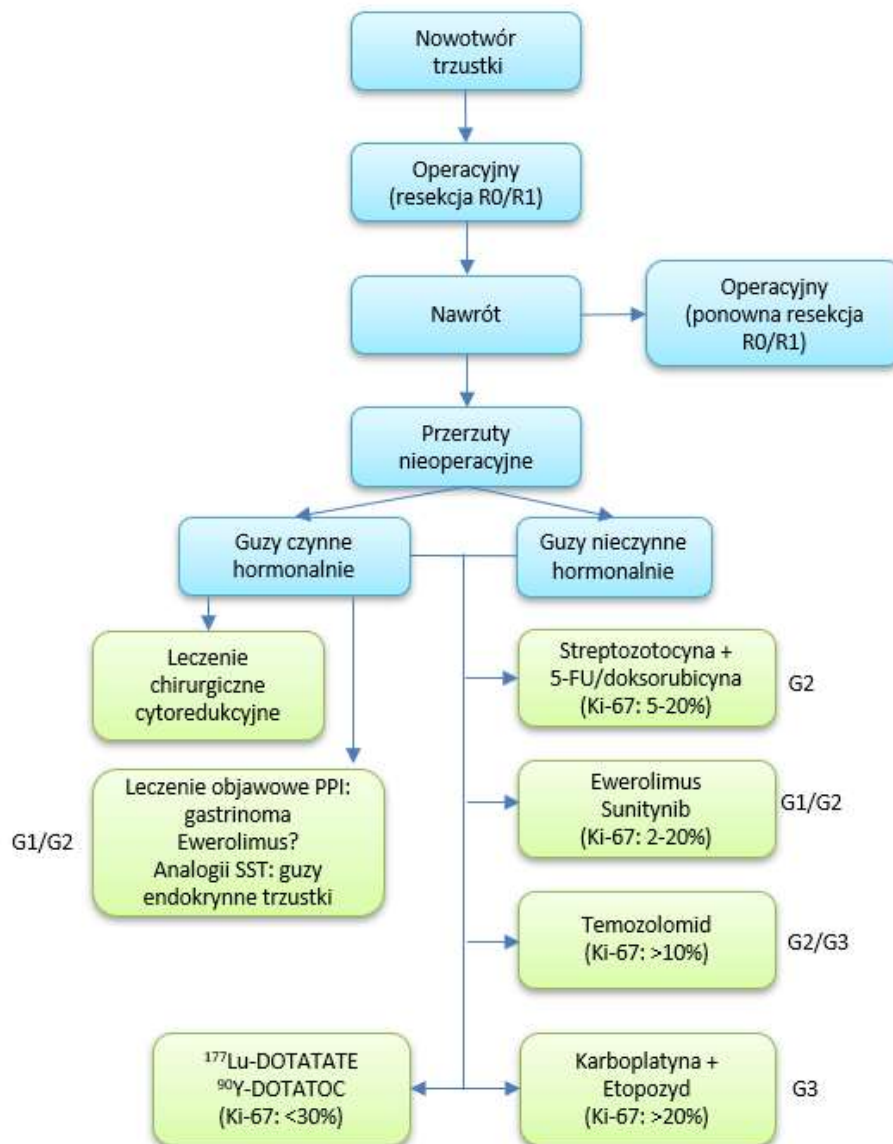 Nowotwór
trzustki
Operacyjny
(resekcja R0/R1)
Nawrót
Operacyjny
(ponowna resekcja
R0/R1)
Przerzuty
nieoperacyjne
Guzy czynne
hormonalnie
Guzy nieczynne
hormonalnie
Leczenie
chirurgiczne
cytoredukcyjne
Streptozotocyna +
5-FU/doksorubicyna
(Ki-67: 5-20%)
G2
G1/G2
Leczenie objawowe PPI:
gastrinoma
Ewerolimus?
Analogii SST: guzy
endokrynne trzustki
Ewerolimus
Sunitynib
(Ki-67: 2-20%)
G1/G2
Temozolomid
(Ki-67: >10%)
G2/G3
¹⁷⁷Lu-DOTATATE
⁹⁰Y-DOTATOC
(Ki-67: <30%)
Karboplatyna +
Etopozyd
(Ki-67: >20%)
G3